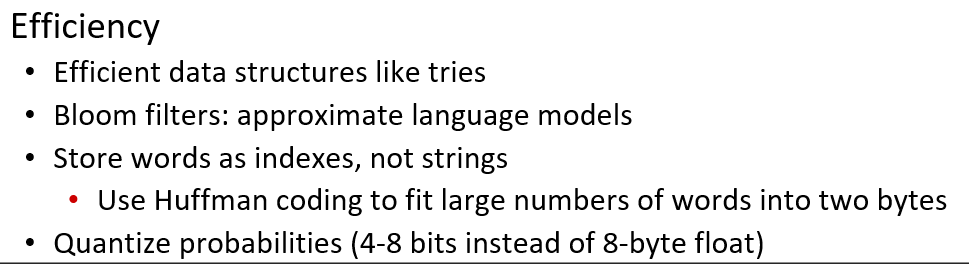 Efficiency
• Efficient data structures like tries
• Bloom filters: approximate language models
• Store words as indexes, not strings
• Use Huffman coding to fit large numbers of words into two bytes
• Quantize probabilities (4-8 bits instead of 8-byte float)